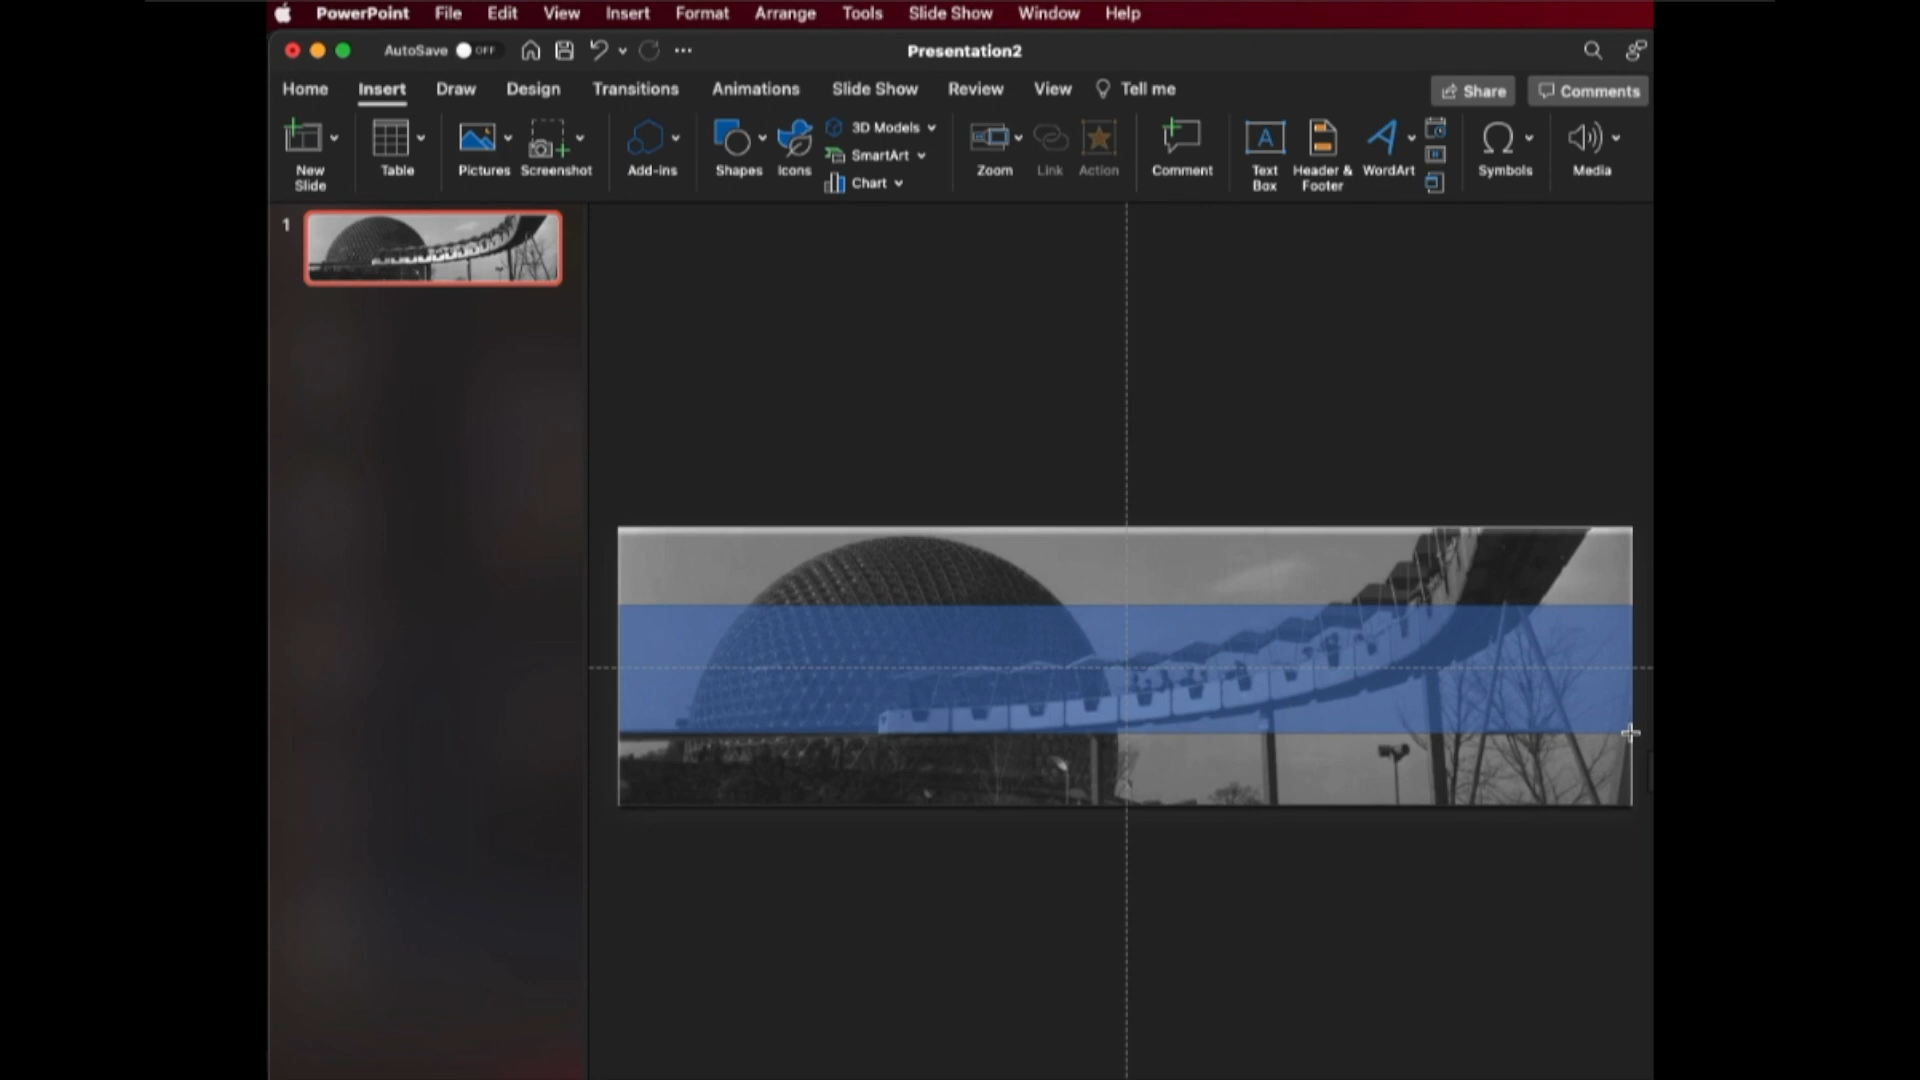 PowerPoint File Edit View Insert Format Arrange Tools Slide Show Window Help
AutoSave OFF Presentation2
Home Insert Draw Design Transitions Animations Slide Show Review View Tell me Share Comments
New Slide
Table
Pictures
Screenshot
Add-ins
Shapes
Icons
3D Models
SmartArt
Chart
Zoom
Link
Action
Comment
Text Box
Header & Footer
WordArt
Symbols
Media
1